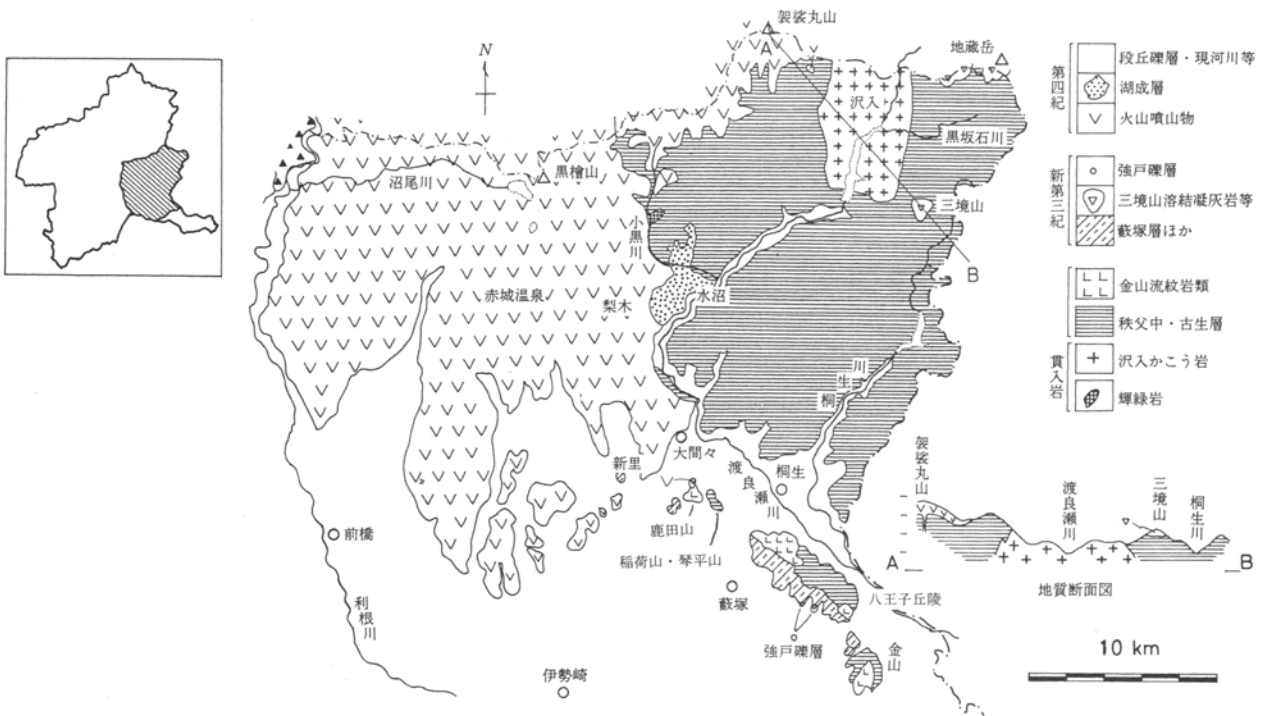 N
袈裟丸山
A
地蔵岳
沢入
黒坂石川
沼尾川
黒檜山
小黒川
三境山
B
赤城温泉
梨木
水沼
桐生川
大間々
新里
渡良瀬川
桐生
鹿田山
稲荷山・琴平山
前橋
藪塚
八王子丘陵
利根川
強戸礫層
金山
伊勢崎
第四紀
段丘礫層・現河川等
湖成層
火山噴出物
新第三紀
強戸礫層
三境山溶結凝灰岩等
藪塚層ほか
金山流紋岩類
秩父中・古生層
貫入岩
沢入かこう岩
輝緑岩
袈裟丸山
渡良瀬川
三境山
桐生川
A
B
地質断面図
10 km